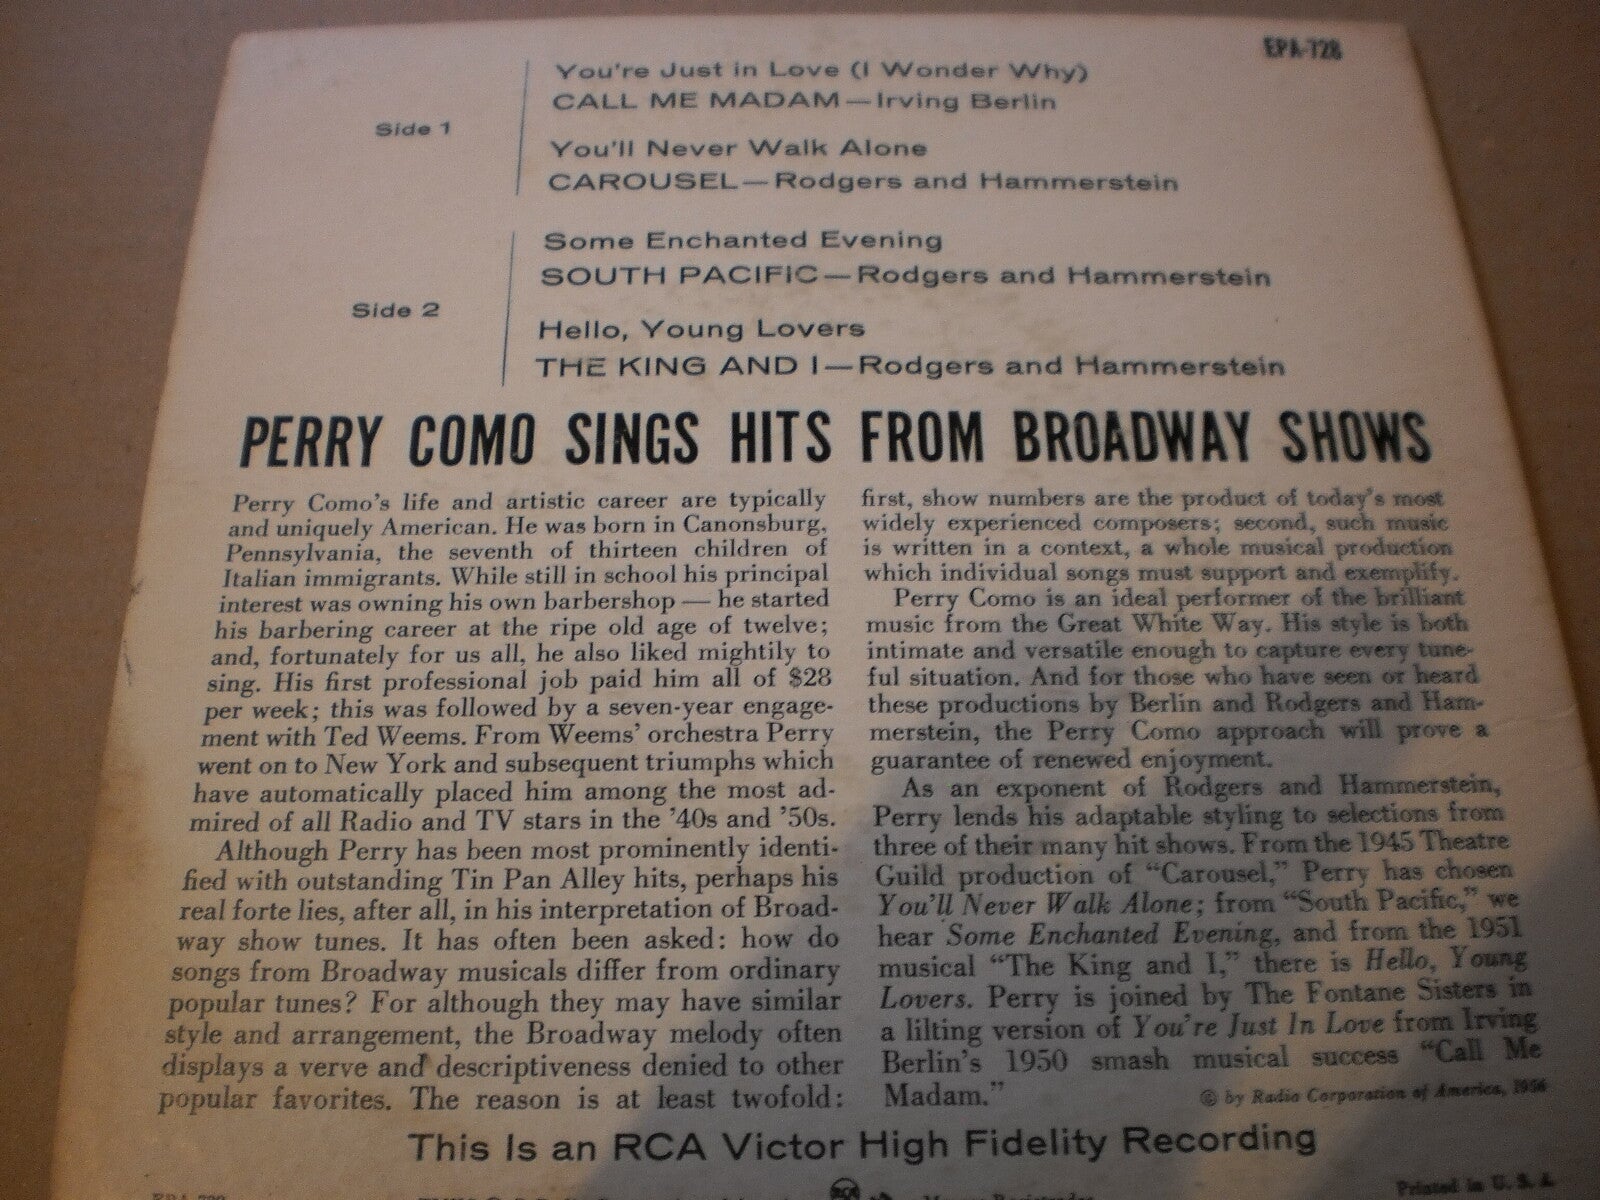 EPA-728
You're Just in Love (I Wonder Why)
CALL ME MADAM—Irving Berlin
Side 1
You'll Never Walk Alone
CAROUSEL—Rodgers and Hammerstein
Some Enchanted Evening
SOUTH PACIFIC—Rodgers and Hammerstein
Side 2
Hello, Young Lovers
THE KING AND I—Rodgers and Hammerstein
PERRY COMO SINGS HITS FROM BROADWAY SHOWS
Perry Como's life and artistic career are typically
and uniquely American. He was born in Canonsburg,
Pennsylvania, the seventh of thirteen children of
Italian immigrants. While still in school his principal
interest was owning his own barbershop — he started
his barbering career at the ripe old age of twelve;
and, fortunately for us all, he also liked mightily to
sing. His first professional job paid him all of $28
per week; this was followed by a seven-year engage-
ment with Ted Weems. From Weems' orchestra Perry
went on to New York and subsequent triumphs which
have automatically placed him among the most ad-
mired of all Radio and TV stars in the '40s and '50s.
Although Perry has been most prominently identi-
fied with outstanding Tin Pan Alley hits, perhaps his
real forte lies, after all, in his interpretation of Broad-
way show tunes. It has often been asked: how do
songs from Broadway musicals differ from ordinary
popular tunes? For although they may have similar
style and arrangement, the Broadway melody often
displays a verve and descriptiveness denied to other
popular favorites. The reason is at least twofold:
first, show numbers are the product of today's most
widely experienced composers; second, such music
is written in a context, a whole musical production
which individual songs must support and exemplify.
Perry Como is an ideal performer of the brilliant
music from the Great White Way. His style is both
intimate and versatile enough to capture every tune-
ful situation. And for those who have seen or heard
these productions by Berlin and Rodgers and Ham-
merstein, the Perry Como approach will prove a
guarantee of renewed enjoyment.
As an exponent of Rodgers and Hammerstein,
Perry lends his adaptable styling to selections from
three of their many hit shows. From the 1945 Theatre
Guild production of "Carousel," Perry has chosen
You'll Never Walk Alone; from "South Pacific," we
hear Some Enchanted Evening, and from the 1951
musical "The King and I," there is Hello, Young
Lovers. Perry is joined by The Fontane Sisters in
a lilting version of You're Just In Love from Irving
Berlin's 1950 smash musical success "Call Me
Madam."
© by Radio Corporation of America, 1956
This Is an RCA Victor High Fidelity Recording
RCA
Printed in U. S. A.